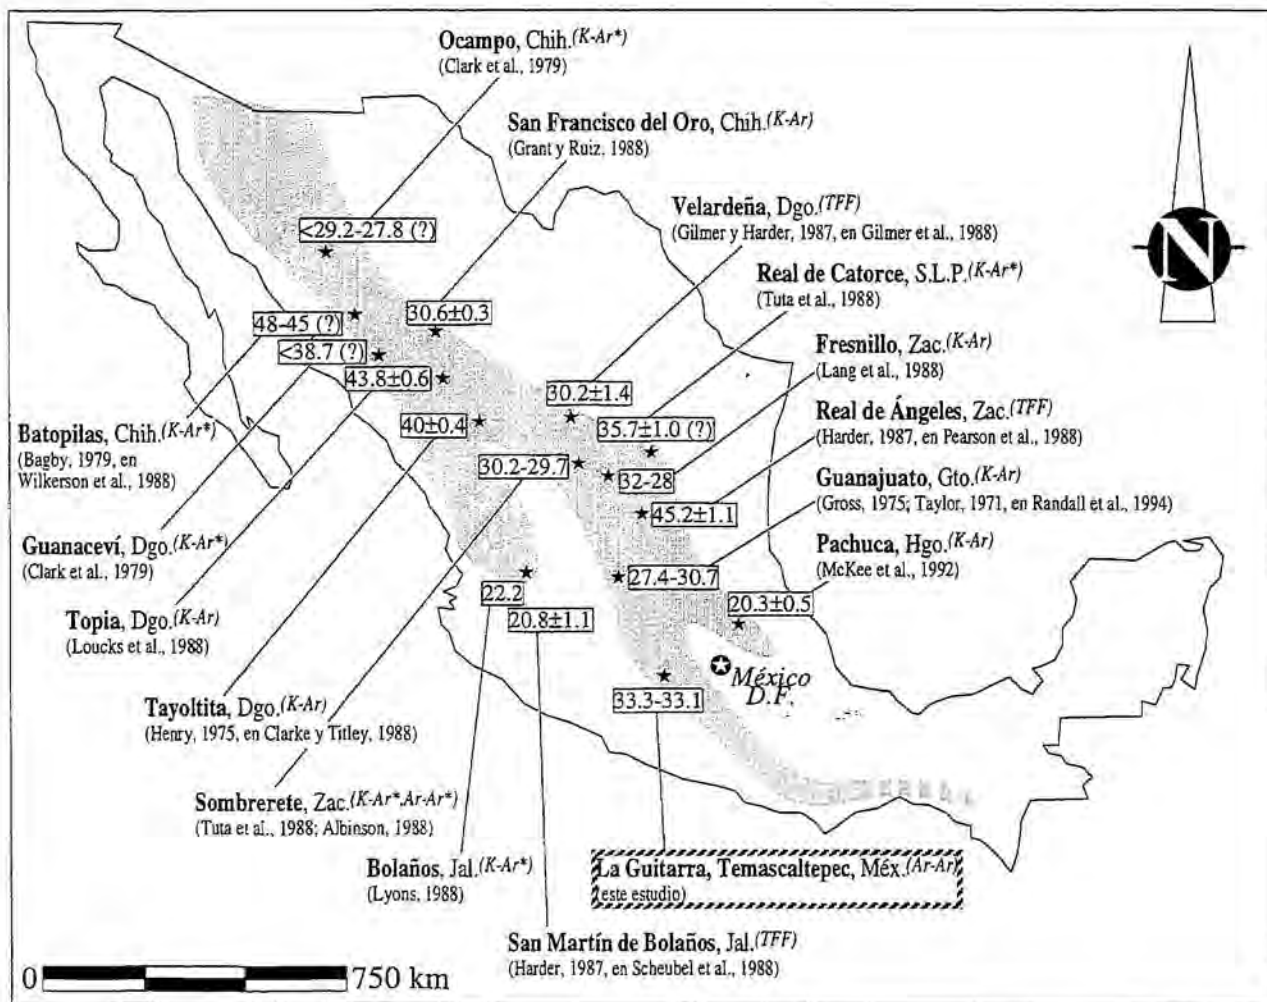 Ocampo, Chih.(K-Ar*)
(Clark et al., 1979)
San Francisco del Oro, Chih.(K-Ar)
(Grant y Ruiz, 1988)
Velardeña, Dgo.(TFF)
(Gilmer y Harder, 1987, en Gilmer et al., 1988)
Real de Catorce, S.L.P.(K-Ar*)
(Tuta et al., 1988)
Fresnillo, Zac.(K-Ar)
(Lang et al., 1988)
Real de Ángeles, Zac.(TFF)
(Harder, 1987, en Pearson et al., 1988)
Guanajuato, Gto.(K-Ar)
(Gross, 1975; Taylor, 1971, en Randall et al., 1994)
Pachuca, Hgo.(K-Ar)
(McKee et al., 1992)
N
<29.2-27.8 (?)
48-45 (?)
30.6±0.3
<38.7 (?)
43.8±0.6
40±0.4
30.2±1.4
35.7±1.0 (?)
30.2-29.7
32-28
45.2±1.1
27.4-30.7
22.2
20.8±1.1
20.3±0.5
33.3-33.1
México
D.F.
Batopilas, Chih.(K-Ar*)
(Bagby, 1979, en
Wilkerson et al., 1988)
Guanaceví, Dgo.(K-Ar*)
(Clark et al., 1979)
Topia, Dgo.(K-Ar)
(Loucks et al., 1988)
Tayoltita, Dgo.(K-Ar)
(Henry, 1975, en Clarke y Titley, 1988)
Sombrerete, Zac.(K-Ar*,Ar-Ar*)
(Tuta et al., 1988; Albinson, 1988)
Bolaños, Jal.(K-Ar*)
(Lyons, 1988)
La Guitarra, Temascaltepec, Méx.(Ar-Ar)
(este estudio)
San Martín de Bolaños, Jal.(TFF)
(Harder, 1987, en Scheubel et al., 1988)
0 750 km